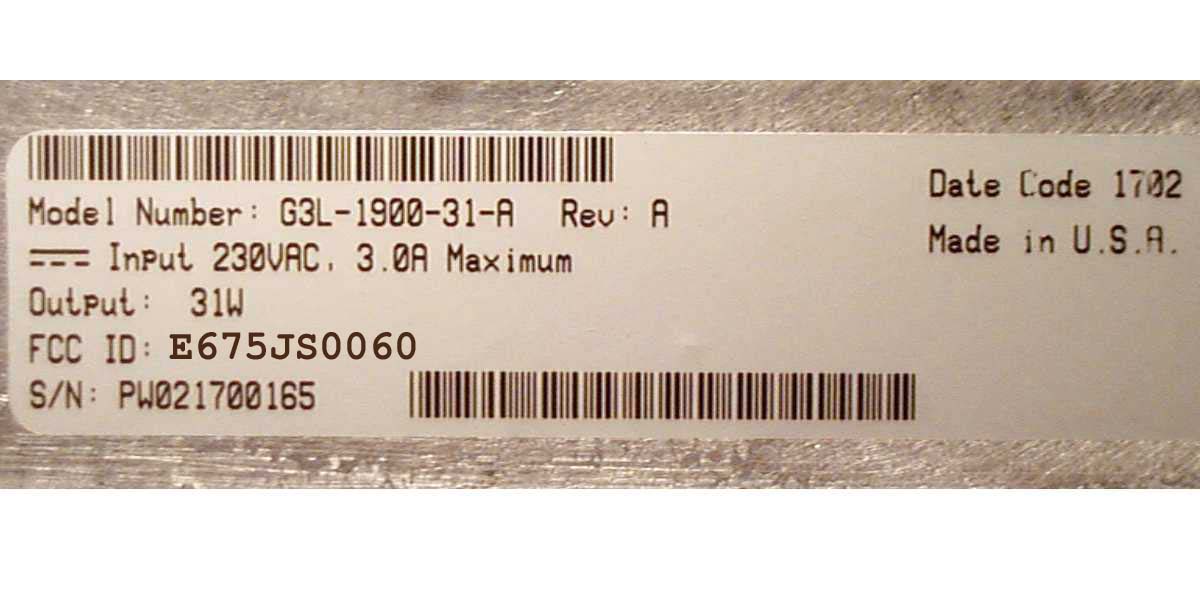 Model Number: G3L-1900-31-A Rev: A
Input 230VAC, 3.0A Maximum
Output: 31W
FCC ID: E675JS0060
S/N: PW021700165
Date Code 1702
Made in U.S.A.